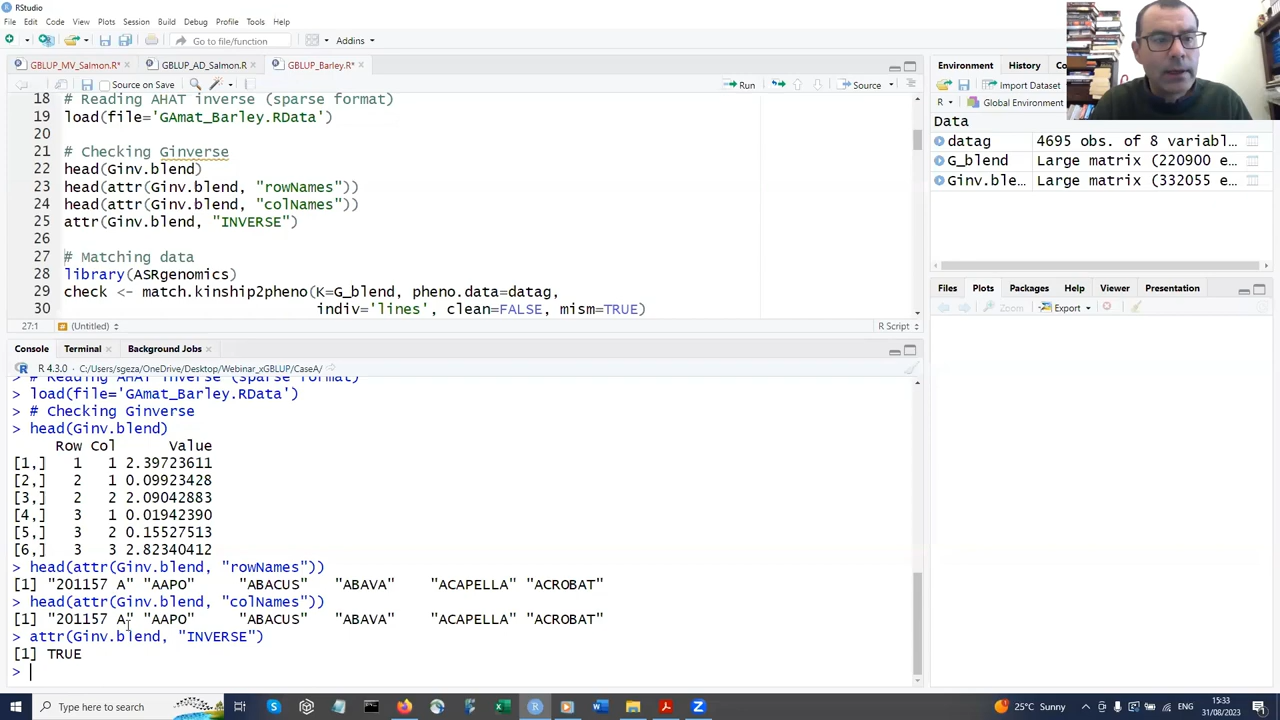 RStudio
File Edit Code View Plots Session Build Debug Profile Tools Help
Go to file/function Addins
GBLUP_MV_Salmon.R* GBLUP_AD_Salmon.R GBLUP_Barley.R*
Source on Save Run Source
18 # Reading AHAT inverse (sparse format)
19 load(file='GAmat_Barley.RData')
20
21 # Checking Ginverse
22 head(Ginv.blend)
23 head(attr(Ginv.blend, "rowNames"))
24 head(attr(Ginv.blend, "colNames"))
25 attr(Ginv.blend, "INVERSE")
26
27 # Matching data
28 library(ASRgenomics)
29 check <- match.kinship2pheno(K=G_blend, pheno.data=datag,
30 indiv='lines', clean=FALSE, mism=TRUE)
27:1 (Untitled) R Script
Console Terminal Background Jobs
R 4.3.0 · C:/Users/sgeza/OneDrive/Desktop/Webinar_xGBLUP/CaseA/
> # Reading AHAT inverse (sparse format)
> load(file='GAmat_Barley.RData')
> # Checking Ginverse
> head(Ginv.blend)
Row Col Value
[1,] 1 1 2.39723611
[2,] 2 1 0.09923428
[3,] 2 2 2.09042883
[4,] 3 1 0.01942390
[5,] 3 2 0.15527513
[6,] 3 3 2.82340412
> head(attr(Ginv.blend, "rowNames"))
[1] "201157 A" "AAPO" "ABACUS" "ABAVA" "ACAPELLA" "ACROBAT"
> head(attr(Ginv.blend, "colNames"))
[1] "201157 A" "AAPO" "ABACUS" "ABAVA" "ACAPELLA" "ACROBAT"
> attr(Ginv.blend, "INVERSE")
[1] TRUE
>
Environment History Co
Import Dataset
R Global Environment
Data
datag 4695 obs. of 8 variabl...
G_blend Large matrix (220900 e...
Ginv.ble... Large matrix (332055 e...
Files Plots Packages Help Viewer Presentation
Zoom Export
Type here to search
25°C Sunny
ENG
15:33
31/08/2023